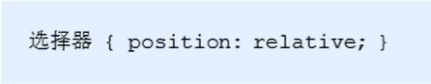 选择器 { position: relative; }